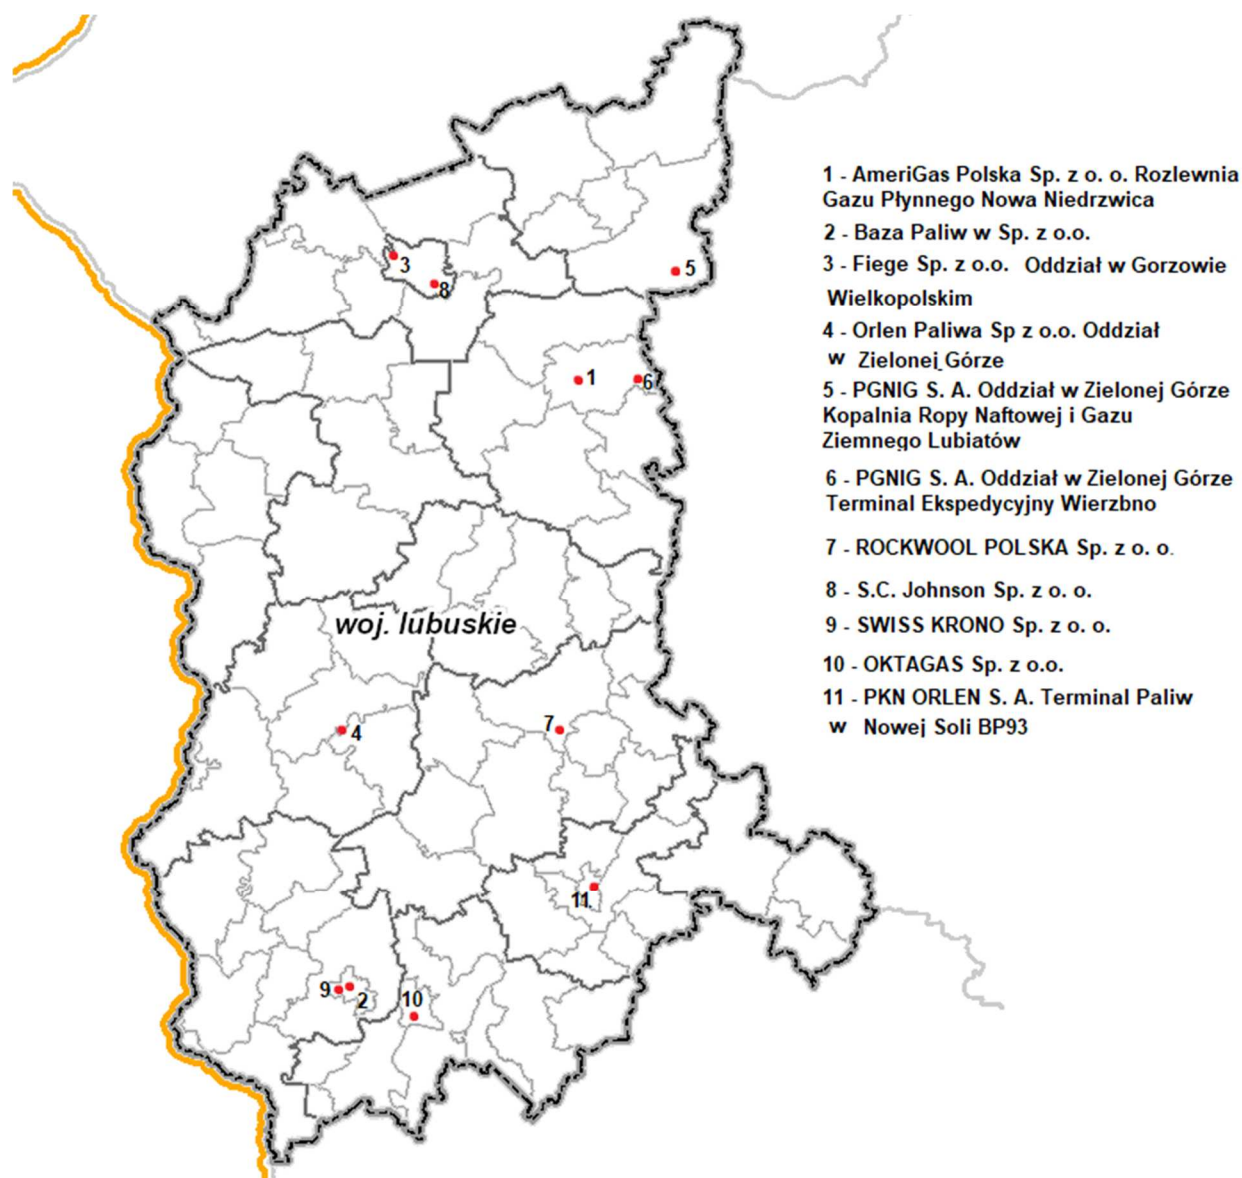 1 - AmeriGas Polska Sp. z o. o. Rozlewnia
Gazu Płynnego Nowa Niedrzwica
2 - Baza Paliw w Sp. z o.o.
3 - Fiege Sp. z o.o. Oddział w Gorzowie
Wielkopolskim
4 - Orlen Paliwa Sp z o.o. Oddział
w Zielonej Górze
5 - PGNIG S. A. Oddział w Zielonej Górze
Kopalnia Ropy Naftowej i Gazu
Ziemnego Lubiatów
6 - PGNIG S. A. Oddział w Zielonej Górze
Terminal Ekspedycyjny Wierzbno
7 - ROCKWOOL POLSKA Sp. z o. o.
8 - S.C. Johnson Sp. z o. o.
9 - SWISS KRONO Sp. z o. o.
10 - OKTAGAS Sp. z o.o.
11 - PKN ORLEN S. A. Terminal Paliw
w Nowej Soli BP93
3
5
8
1
6
woj. lubuskie
7
4
11.
9
2
10